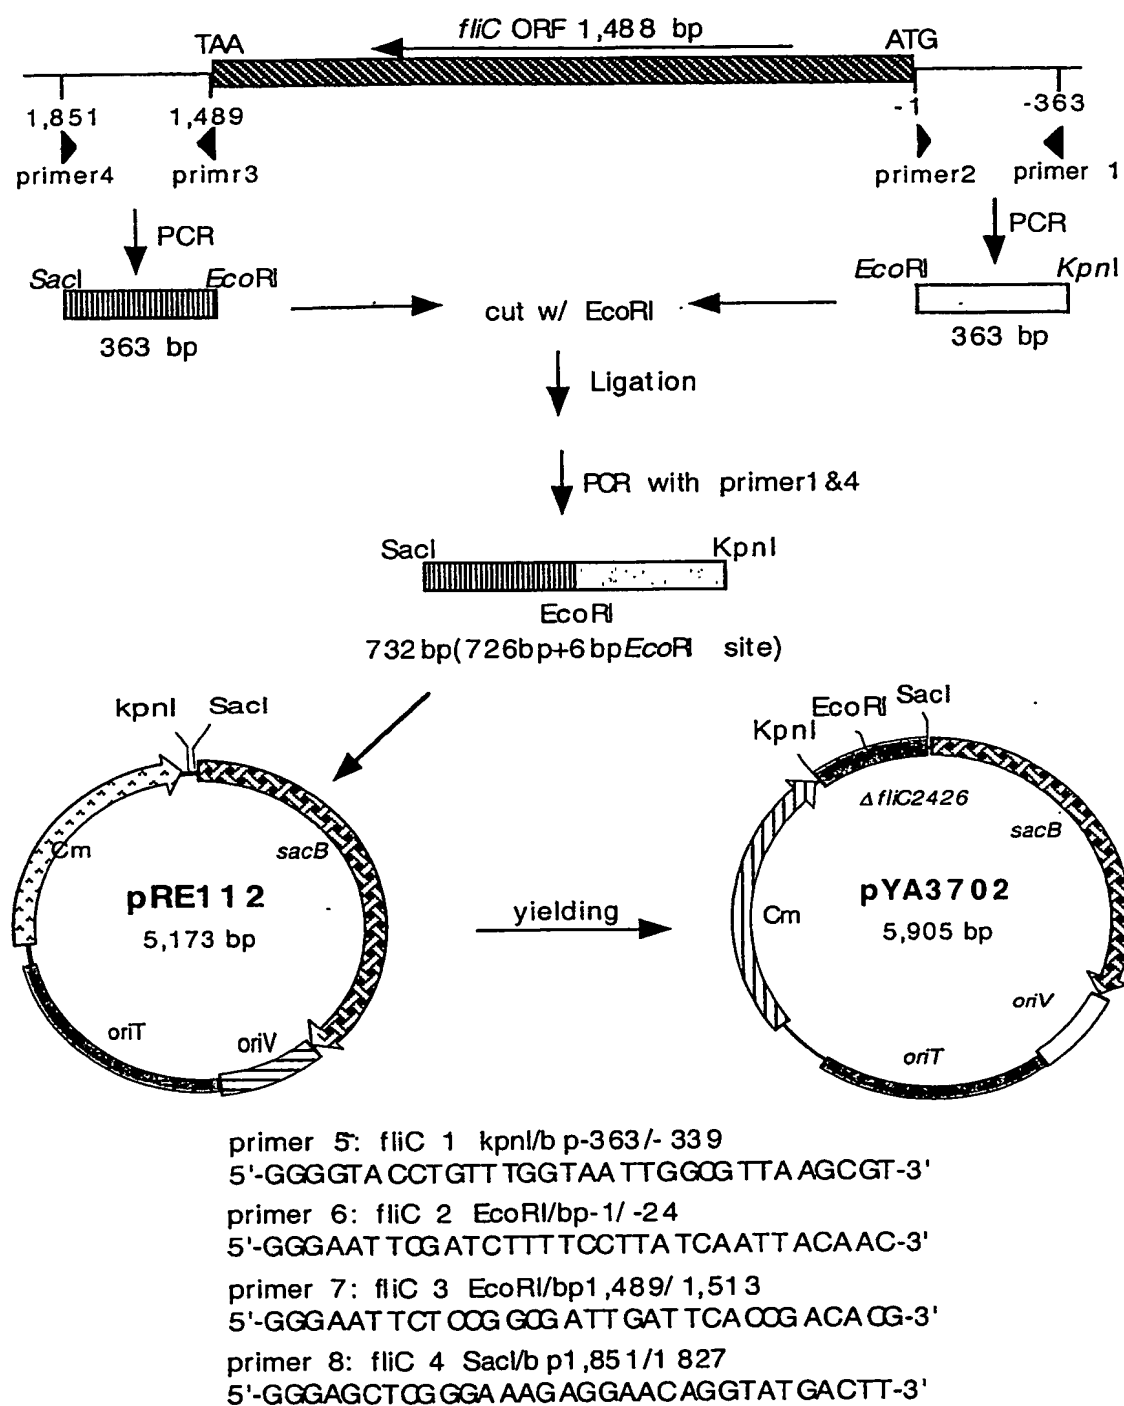 fliC ORF 1,488 bp
TAA
ATG
1,851
1,489
-1
-363
primer4
primr3
primer2
primer 1
PCR
PCR
SacI
EcoRI
EcoRI
KpnI
363 bp
cut w/ EcoRI
363 bp
Ligation
PCR with primer1&4
SacI
KpnI
EcoRI
732bp(726bp+6bpEcoRI site)
kpnI
SacI
KpnI
EcoRI
SacI
ΔfliC2426
Cm
sacB
sacB
pRE112
5,173 bp
yielding
Cm
pYA3702
5,905 bp
oriT
oriV
oriV
oriT
primer 5: fliC 1 kpnI/bp-363/-339
5'-GGGGTACCTGTTTGGTAATTGGCGTTAAGCGT-3'
primer 6: fliC 2 EcoRI/bp-1/ -24
5'-GGGAATTCGATCTTTTCCTTATCAATTACAAC-3'
primer 7: fliC 3 EcoRI/bp1,489/ 1,513
5'-GGGAATTCTCCGGCGATTGATTCACCGACACG-3'
primer 8: fliC 4 SacI/bp1,851/1 827
5'-GGGAGCTCGGGAAAGAGGAACAGGTATGACTT-3'